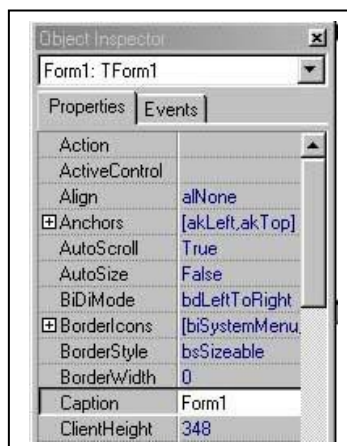 Object Inspector
Form1: TForm1
Properties Events
Action
ActiveControl
Align alNone
Anchors [akLeft,akTop]
AutoScroll True
AutoSize False
BiDiMode bdLeftToRight
BorderIcons [biSystemMenu,
BorderStyle bsSizeable
BorderWidth 0
Caption Form1
ClientHeight 348